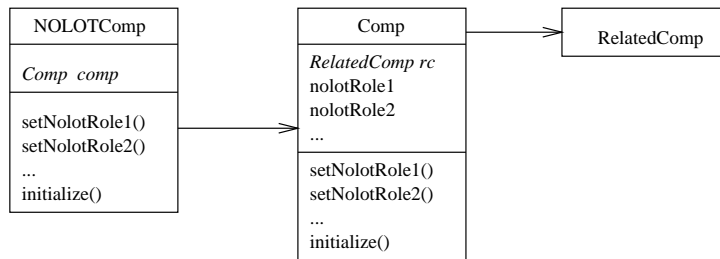 NOLOTComp
Comp comp
setNolotRole1()
setNolotRole2()
...
initialize()
Comp
RelatedComp rc
nolotRole1
nolotRole2
...
setNolotRole1()
setNolotRole2()
...
initialize()
RelatedComp